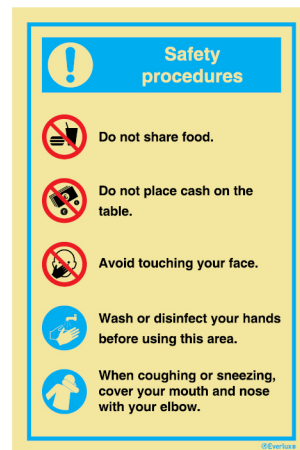 Safety
procedures
Do not share food.
Do not place cash on the
table.
Avoid touching your face.
Wash or disinfect your hands
before using this area.
When coughing or sneezing,
cover your mouth and nose
with your elbow.
©Everlux®